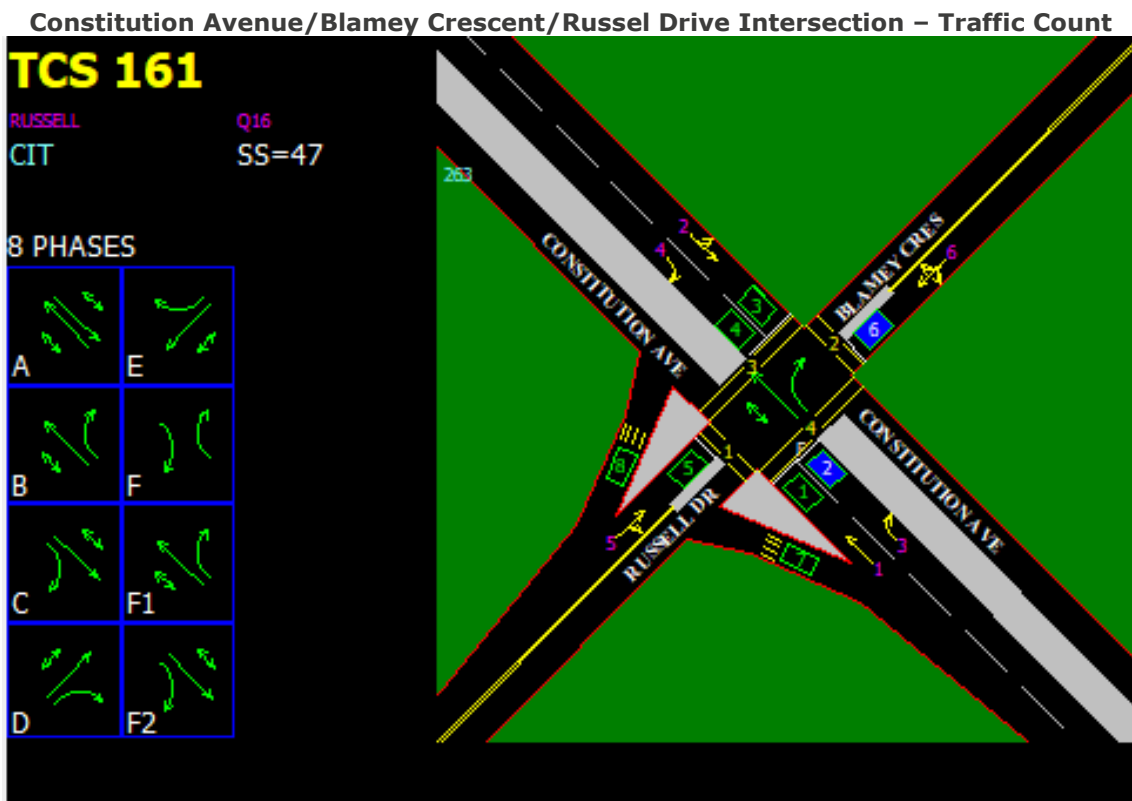 Constitution Avenue/Blamey Crescent/Russel Drive Intersection – Traffic Count
TCS 161
RUSSELL Q16
CIT SS=47
8 PHASES
A E
B F
C F1
D F2
263
CONSTITUTION AVE
BLAMEY CRES
RUSSELL DR
CONSTITUTION AVE
2
4
6
3
4
6
2
3
1
4
F
5
2
1
8
7
5
3
1